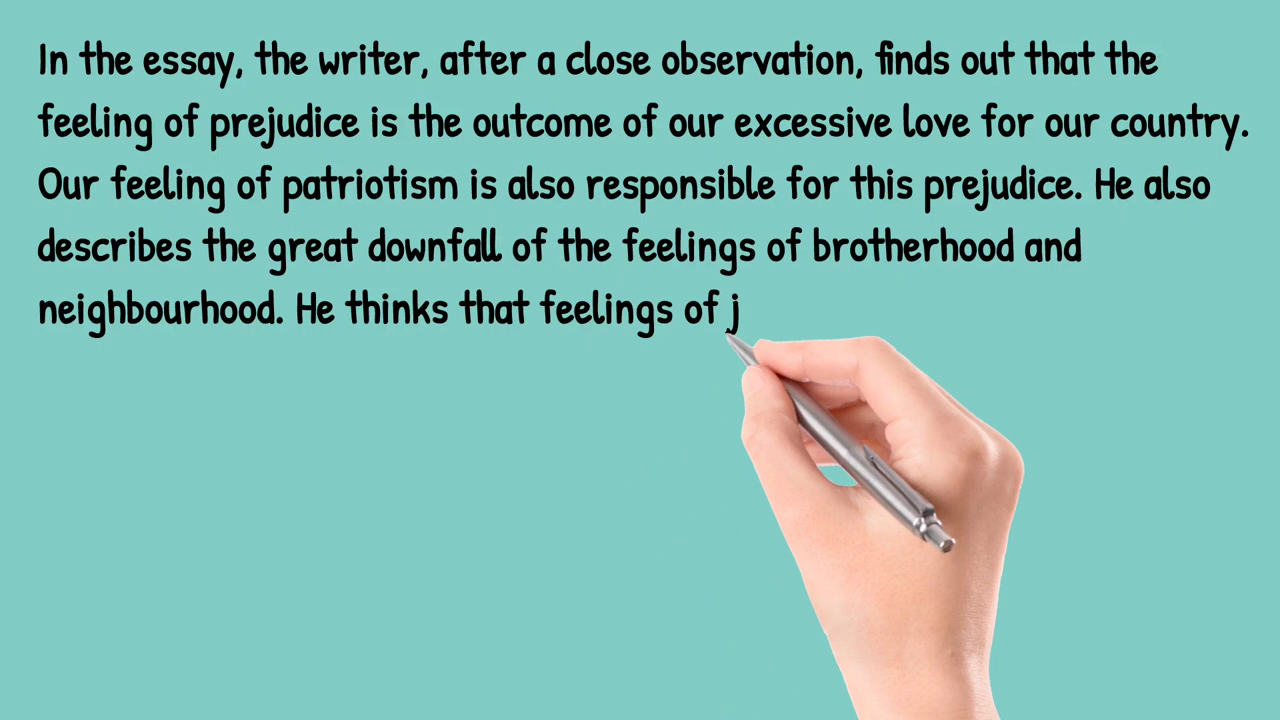 In the essay, the writer, after a close observation, finds out that the
feeling of prejudice is the outcome of our excessive love for our country.
Our feeling of patriotism is also responsible for this prejudice. He also
describes the great downfall of the feelings of brotherhood and
neighbourhood. He thinks that feelings of j